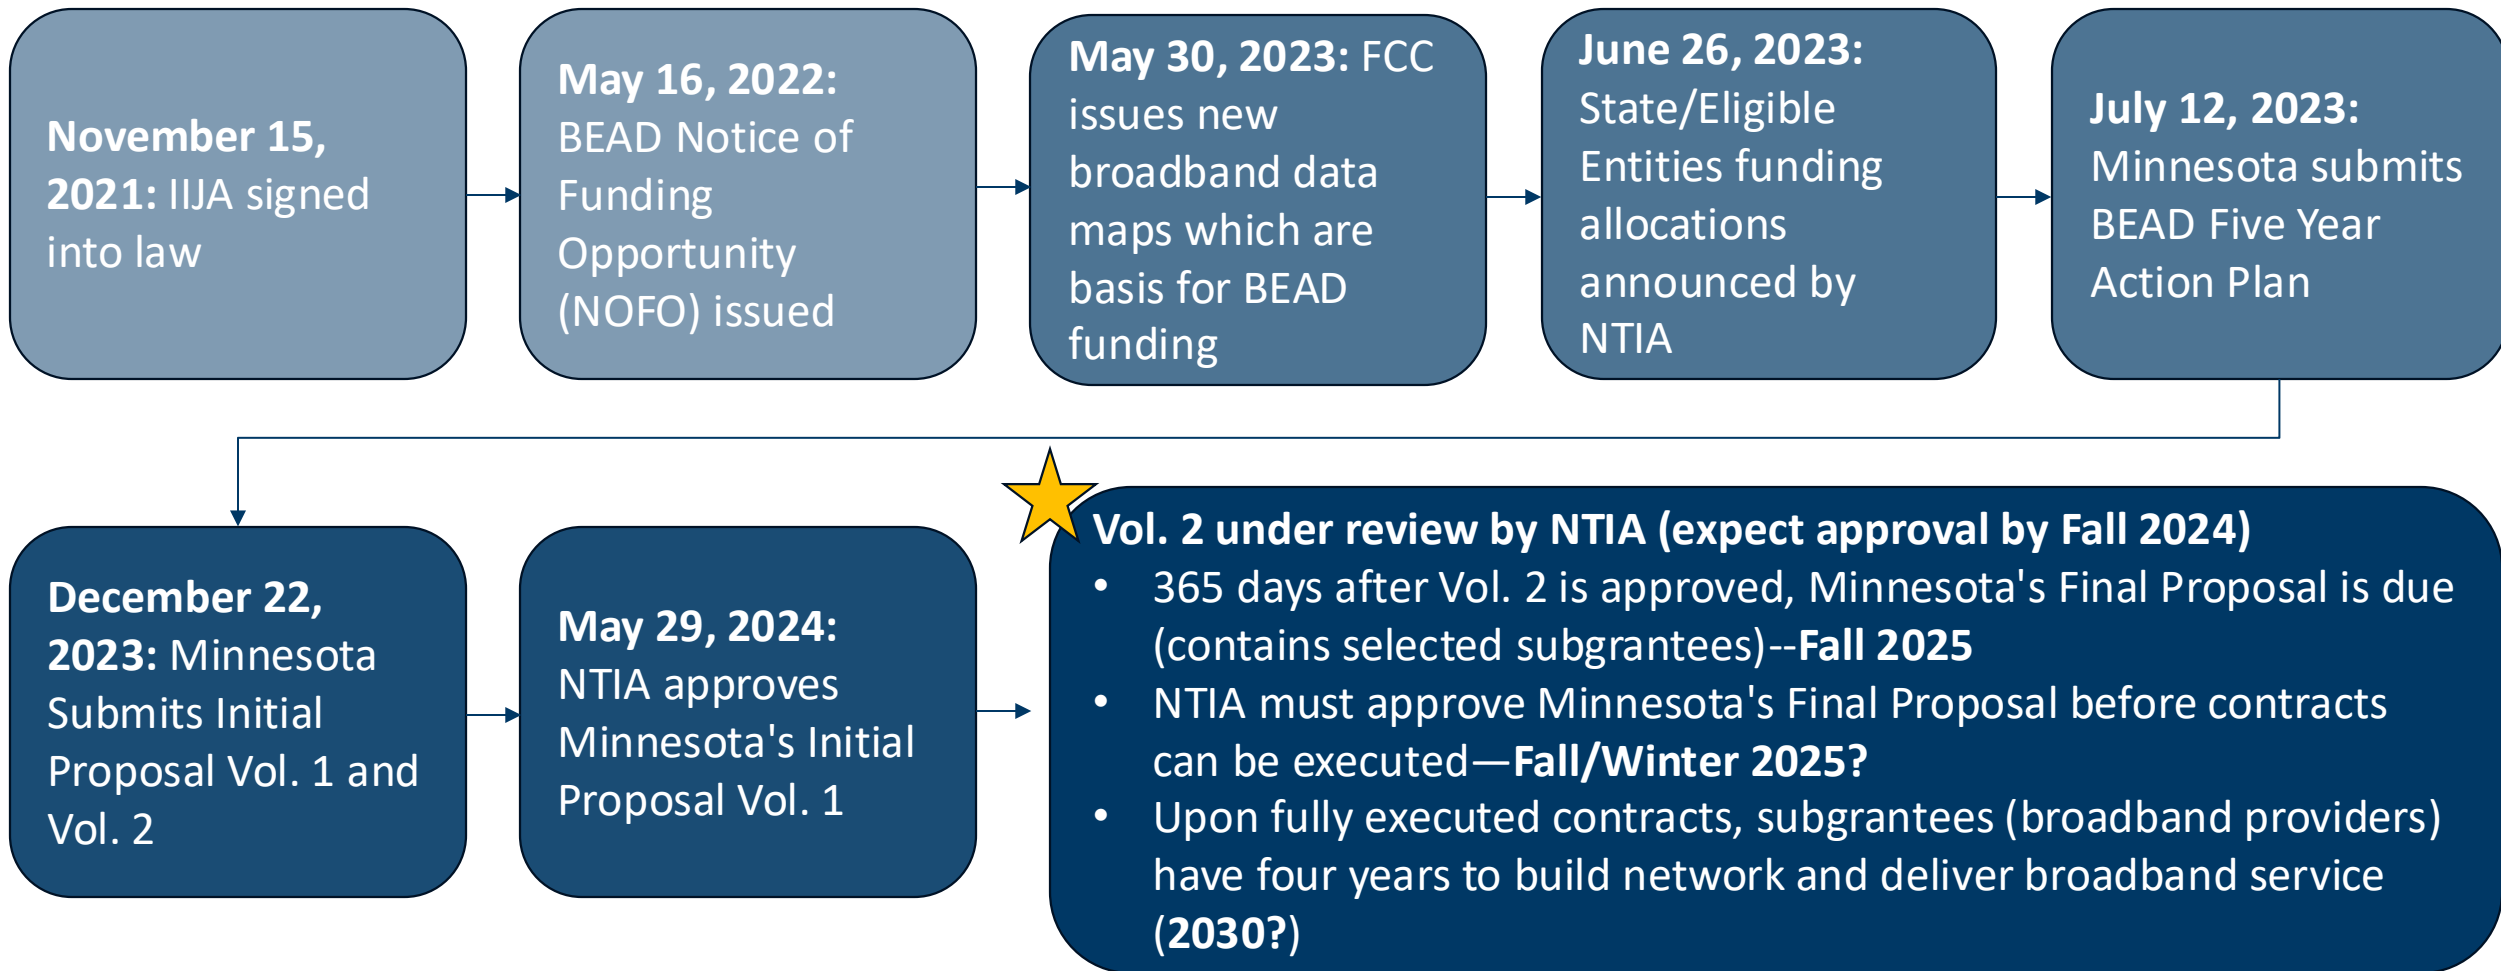 November 15,
2021: IIJA signed
into law
May 16, 2022:
BEAD Notice of
Funding
Opportunity
(NOFO) issued
May 30, 2023: FCC
issues new
broadband data
maps which are
basis for BEAD
funding
June 26, 2023:
State/Eligible
Entities funding
allocations
announced by
NTIA
July 12, 2023:
Minnesota submits
BEAD Five Year
Action Plan
December 22,
2023: Minnesota
Submits Initial
Proposal Vol. 1 and
Vol. 2
May 29, 2024:
NTIA approves
Minnesota's Initial
Proposal Vol. 1
Vol. 2 under review by NTIA (expect approval by Fall 2024)
• 365 days after Vol. 2 is approved, Minnesota's Final Proposal is due
(contains selected subgrantees)--Fall 2025
• NTIA must approve Minnesota's Final Proposal before contracts
can be executed—Fall/Winter 2025?
• Upon fully executed contracts, subgrantees (broadband providers)
have four years to build network and deliver broadband service
(2030?)